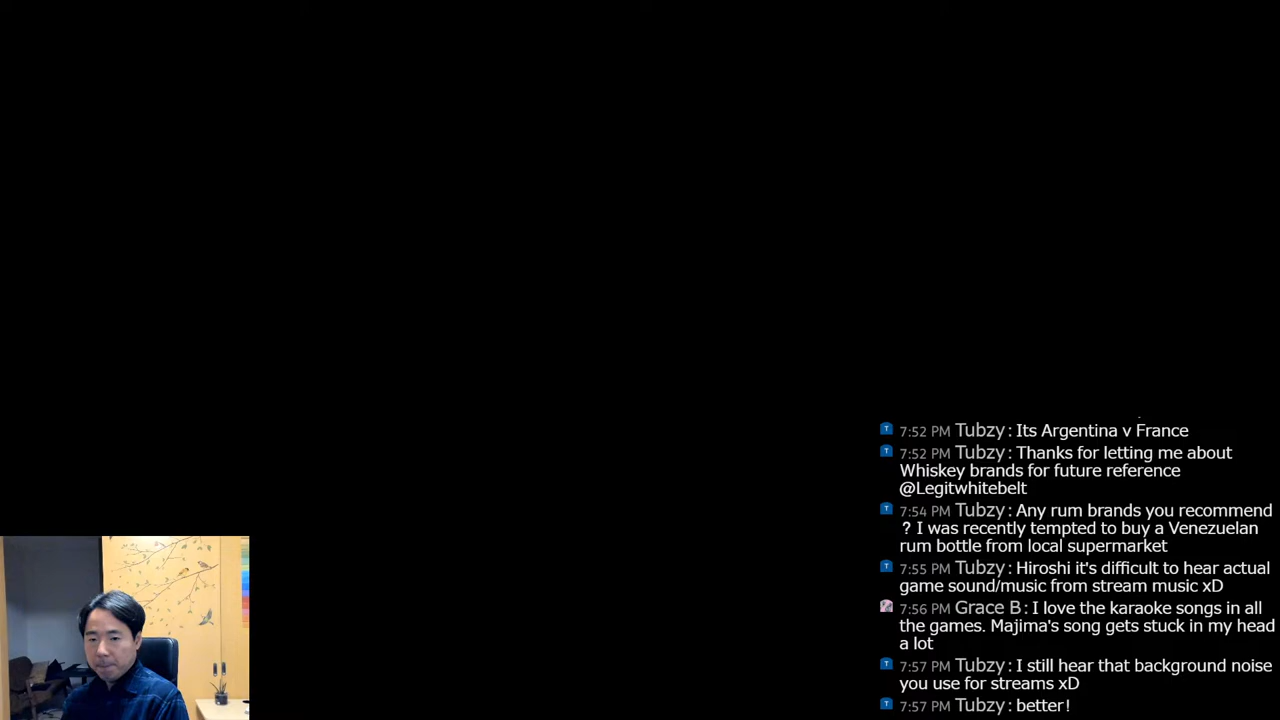 T 7:52 PM Tubzy: Its Argentina v France
T 7:52 PM Tubzy: Thanks for letting me about
Whiskey brands for future reference
@Legitwhitebelt
T 7:54 PM Tubzy: Any rum brands you recommend
? I was recently tempted to buy a Venezuelan
rum bottle from local supermarket
T 7:55 PM Tubzy: Hiroshi it's difficult to hear actual
game sound/music from stream music xD
7:56 PM Grace B: I love the karaoke songs in all
the games. Majima's song gets stuck in my head
a lot
T 7:57 PM Tubzy: I still hear that background noise
you use for streams xD
T 7:57 PM Tubzy: better!